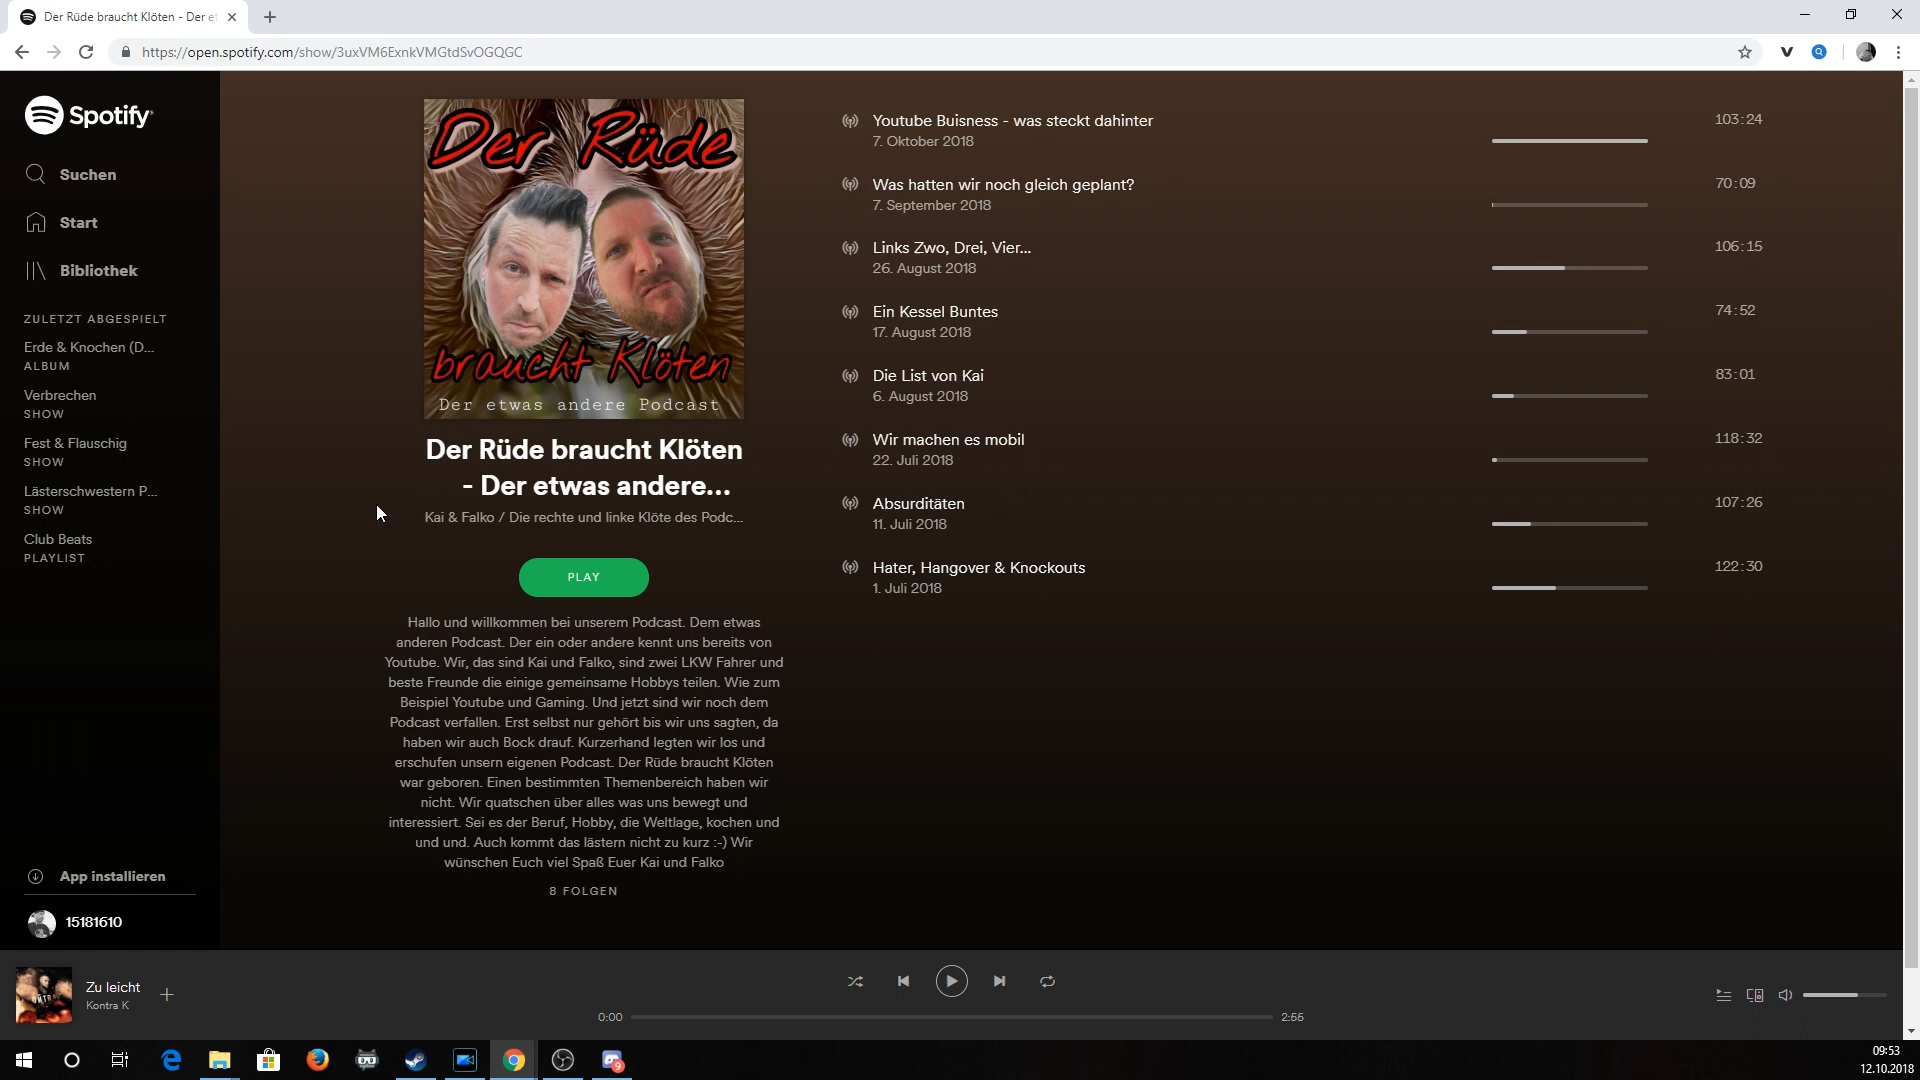 Der Rüde braucht Klöten - Der et
https://open.spotify.com/show/3uxVM6ExnkVMGtdSvOGQGC
Spotify
Suchen
Start
Bibliothek
ZULETZT ABGESPIELT
Erde & Knochen (D...
ALBUM
Verbrechen
SHOW
Fest & Flauschig
SHOW
Lästerschwestern P...
SHOW
Club Beats
PLAYLIST
App installieren
15181610
Der Rüde
braucht Klöten
Der etwas andere Podcast
Der Rüde braucht Klöten
- Der etwas andere...
Kai & Falko / Die rechte und linke Klöte des Podc...
PLAY
Hallo und willkommen bei unserem Podcast. Dem etwas
anderen Podcast. Der ein oder andere kennt uns bereits von
Youtube. Wir, das sind Kai und Falko, sind zwei LKW Fahrer und
beste Freunde die einige gemeinsame Hobbys teilen. Wie zum
Beispiel Youtube und Gaming. Und jetzt sind wir noch dem
Podcast verfallen. Erst selbst nur gehört bis wir uns sagten, da
haben wir auch Bock drauf. Kurzerhand legten wir los und
erschufen unsern eigenen Podcast. Der Rüde braucht Klöten
war geboren. Einen bestimmten Themenbereich haben wir
nicht. Wir quatschen über alles was uns bewegt und
interessiert. Sei es der Beruf, Hobby, die Weltlage, kochen und
und und. Auch kommt das lästern nicht zu kurz :-) Wir
wünschen Euch viel Spaß Euer Kai und Falko
8 FOLGEN
Youtube Buisness - was steckt dahinter
103:24
7. Oktober 2018
Was hatten wir noch gleich geplant?
70:09
7. September 2018
Links Zwo, Drei, Vier...
106:15
26. August 2018
Ein Kessel Buntes
74:52
17. August 2018
Die List von Kai
83:01
6. August 2018
Wir machen es mobil
118:32
22. Juli 2018
Absurditäten
107:26
11. Juli 2018
Hater, Hangover & Knockouts
122:30
1. Juli 2018
Zu leicht
Kontra K
0:00
2:55
9
09:53
12.10.2018